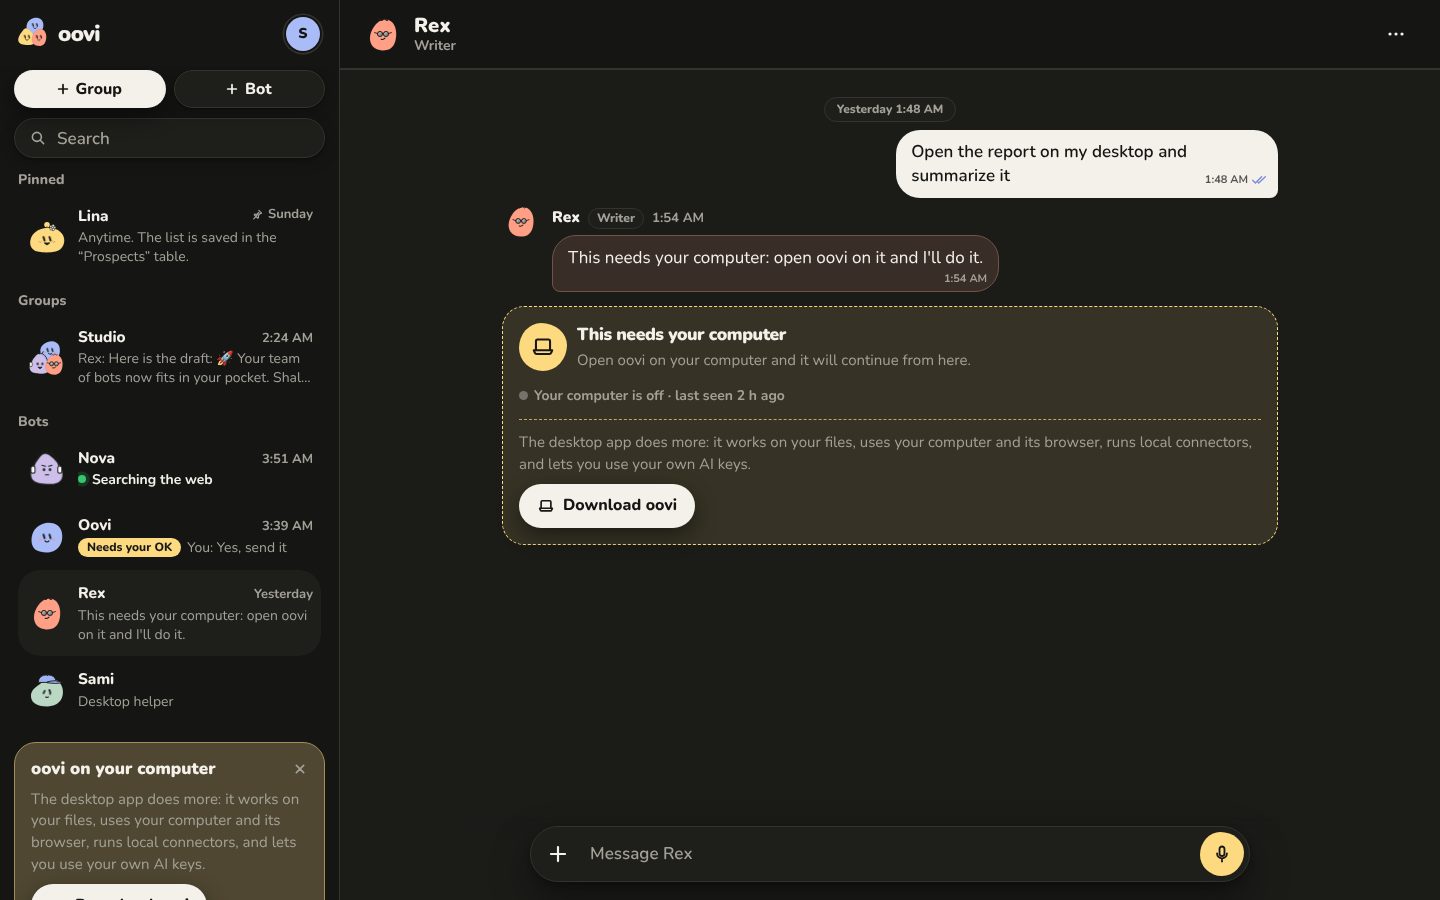 oovi
S
+ Group
+ Bot
Search
Pinned
Lina
Sunday
Anytime. The list is saved in the
“Prospects” table.
Groups
Studio
2:24 AM
Rex: Here is the draft: 🚀 Your team
of bots now fits in your pocket. Shal...
Bots
Nova
3:51 AM
Searching the web
Oovi
3:39 AM
Needs your OK
You: Yes, send it
Rex
Yesterday
This needs your computer: open oovi
on it and I'll do it.
Sami
Desktop helper
oovi on your computer
The desktop app does more: it works on
your files, uses your computer and its
browser, runs local connectors, and lets
you use your own AI keys.
Rex
Writer
Yesterday 1:48 AM
Open the report on my desktop and
summarize it
1:48 AM
Rex
Writer
1:54 AM
This needs your computer: open oovi on it and I'll do it.
1:54 AM
This needs your computer
Open oovi on your computer and it will continue from here.
Your computer is off · last seen 2 h ago
The desktop app does more: it works on your files, uses your computer and its browser, runs local connectors,
and lets you use your own AI keys.
Download oovi
Message Rex